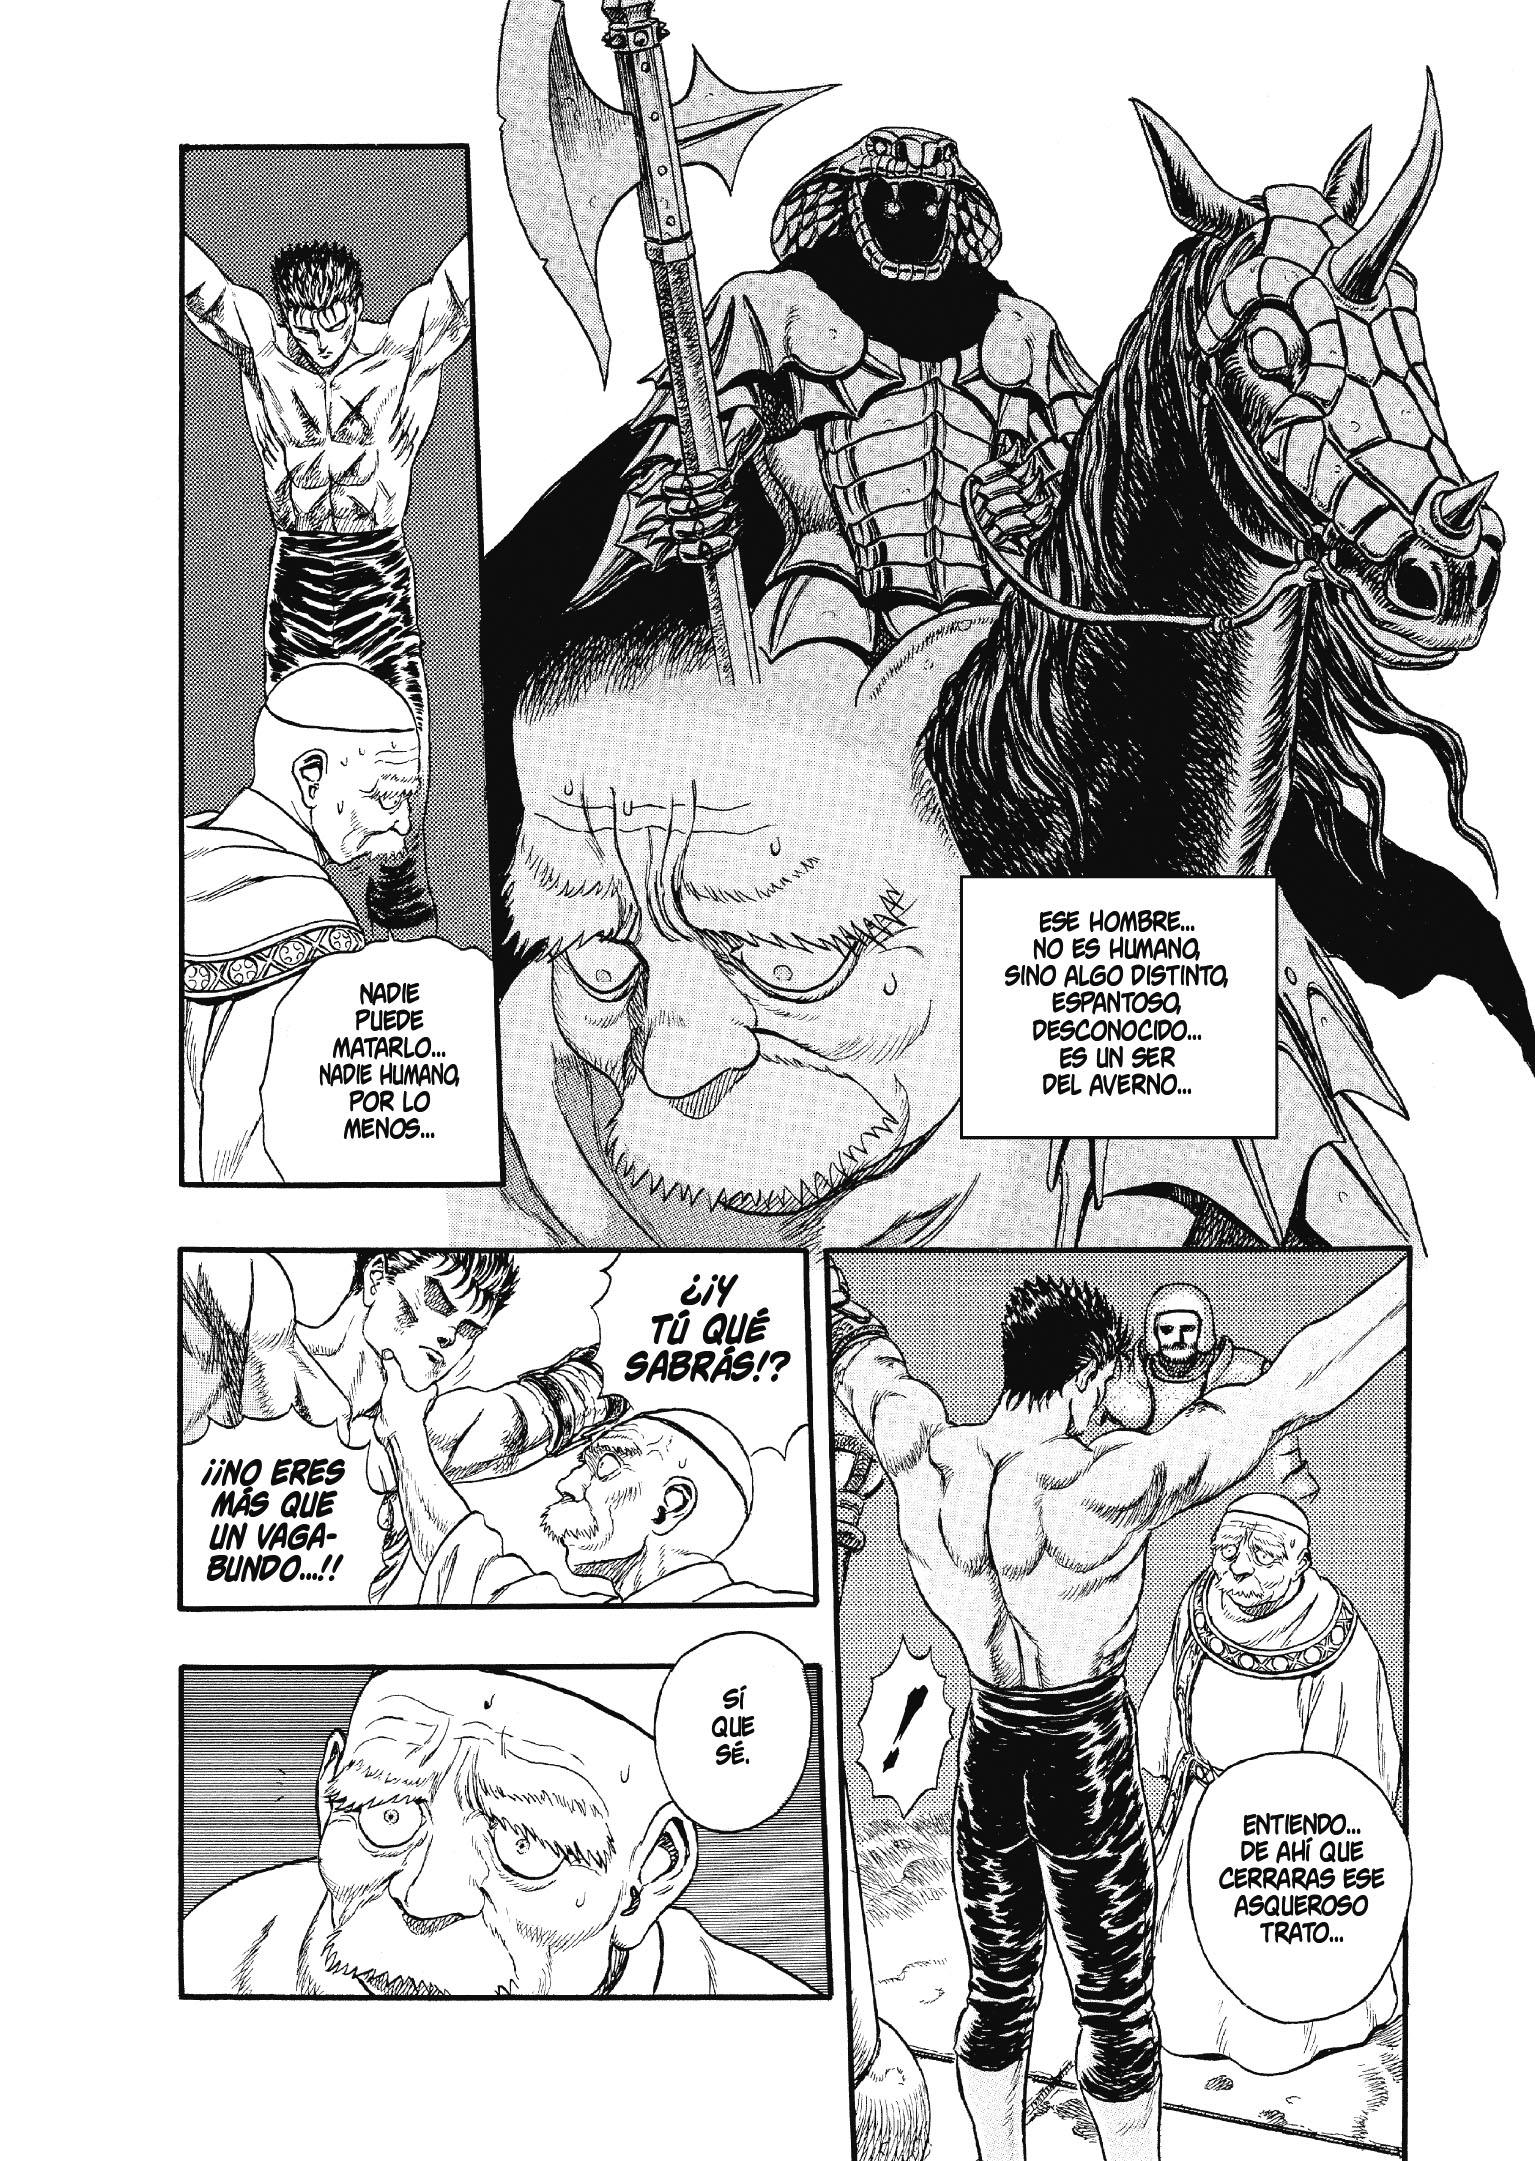 ESE HOMBRE...
NO ES HUMANO,
SINO ALGO DISTINTO,
ESPANTOSO,
DESCONOCIDO...
ES UN SER
DEL AVERNO...
NADIE
PUEDE
MATARLO...
NADIE HUMANO,
POR LO
MENOS...
!
ENTIENDO...
DE AHÍ QUE
CERRARAS ESE
ASQUEROSO
TRATO...
¿¡Y
TÚ QUÉ
SABRÁS!?
¡¡NO ERES
MÁS QUE
UN VAGA-
BUNDO...!!
SÍ
QUE
SÉ.